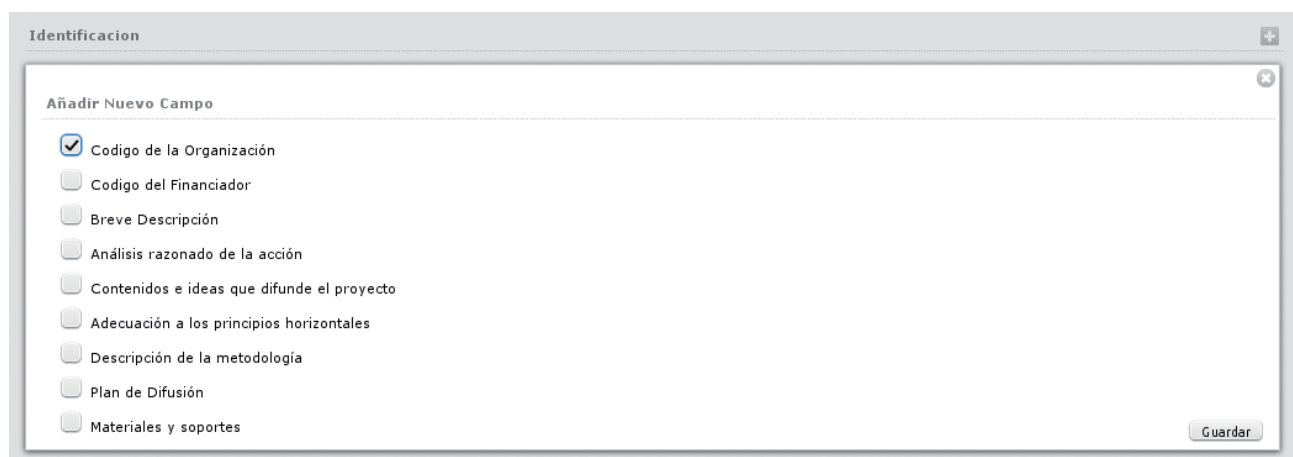 Identificacion
Añadir Nuevo Campo
Codigo de la Organización
Codigo del Financiador
Breve Descripción
Análisis razonado de la acción
Contenidos e ideas que difunde el proyecto
Adecuación a los principios horizontales
Descripción de la metodología
Plan de Difusión
Materiales y soportes
Guardar